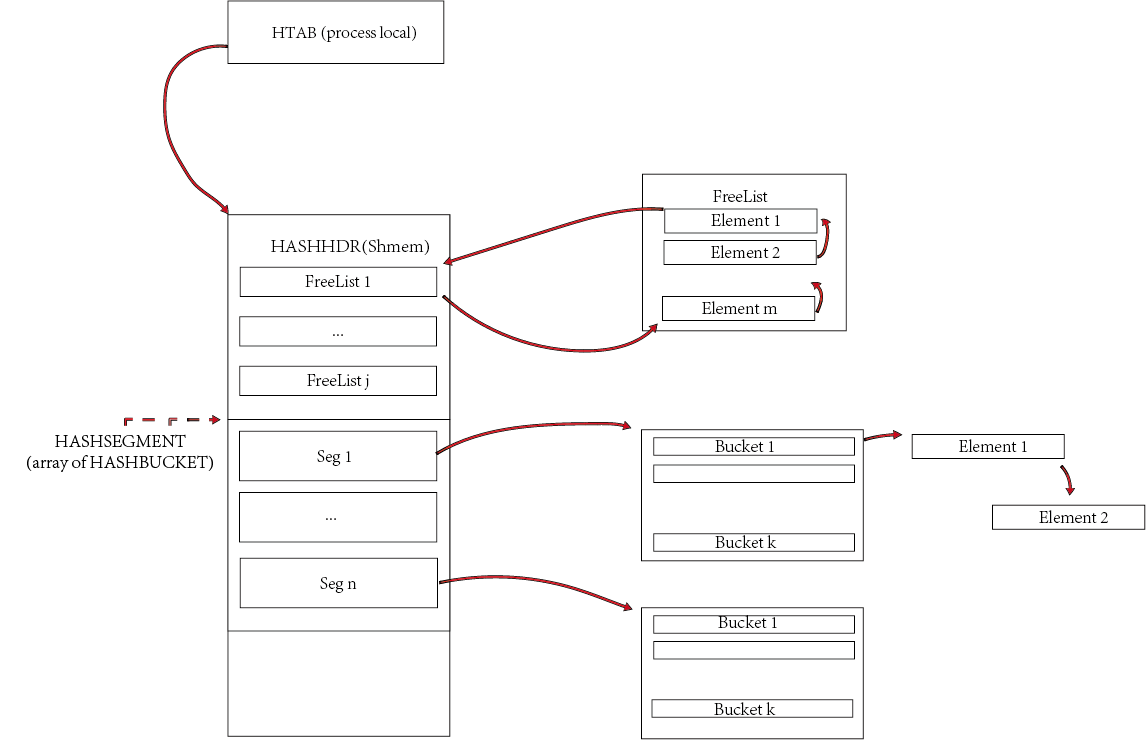 HTAB (process local)
HASHHDR(Shmem)
FreeList 1
...
FreeList j
FreeList
Element 1
Element 2
Element m
HASHSEGMENT
(array of HASHBUCKET)
Seg 1
...
Seg n
Bucket 1
Bucket k
Element 1
Element 2
Bucket 1
Bucket k